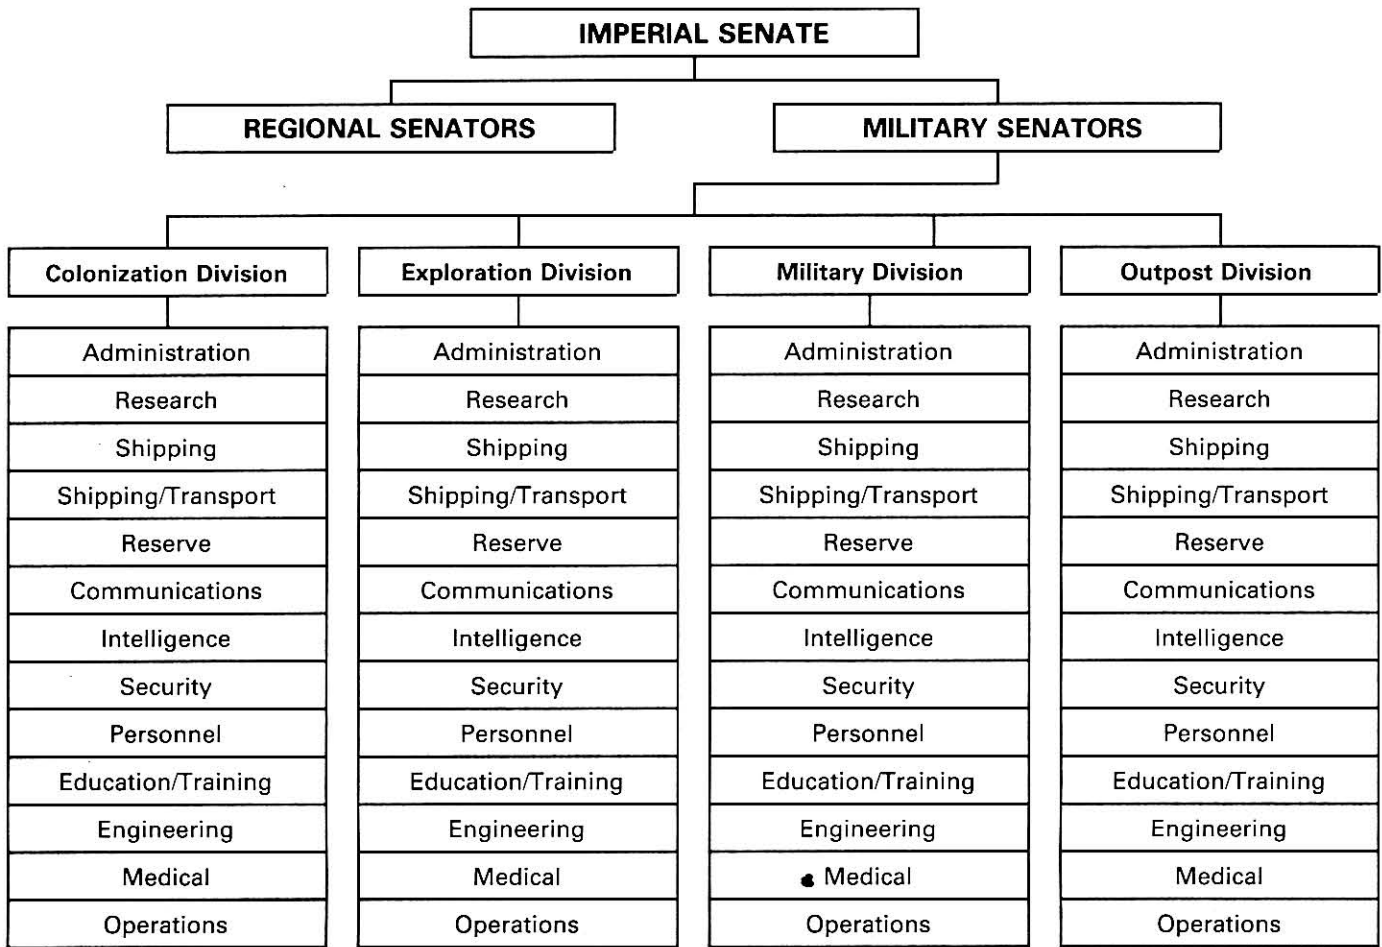 IMPERIAL SENATE
REGIONAL SENATORS
MILITARY SENATORS
Colonization Division
Administration
Research
Shipping
Shipping/Transport
Reserve
Communications
Intelligence
Security
Personnel
Education/Training
Engineering
Medical
Operations
Exploration Division
Administration
Research
Shipping
Shipping/Transport
Reserve
Communications
Intelligence
Security
Personnel
Education/Training
Engineering
Medical
Operations
Military Division
Administration
Research
Shipping
Shipping/Transport
Reserve
Communications
Intelligence
Security
Personnel
Education/Training
Engineering
Medical
Operations
Outpost Division
Administration
Research
Shipping
Shipping/Transport
Reserve
Communications
Intelligence
Security
Personnel
Education/Training
Engineering
Medical
Operations